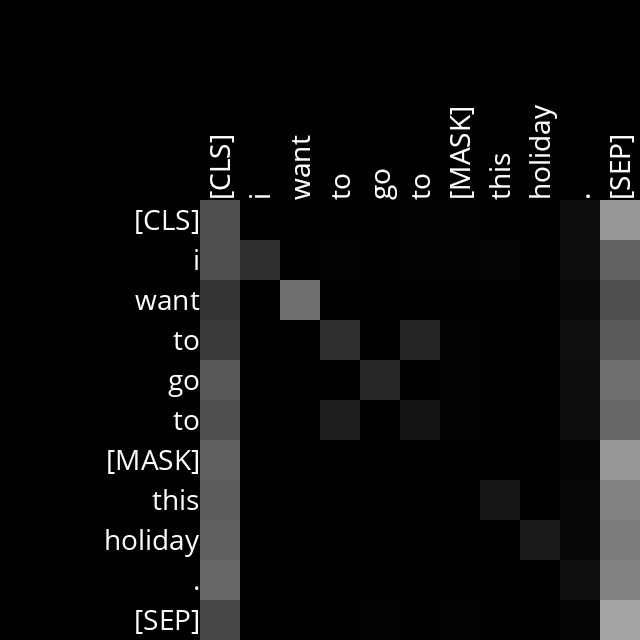 [CLS] i want to go to [MASK] this holiday . [SEP]
[CLS]
i
want
to
go
to
[MASK]
this
holiday
.
[SEP]